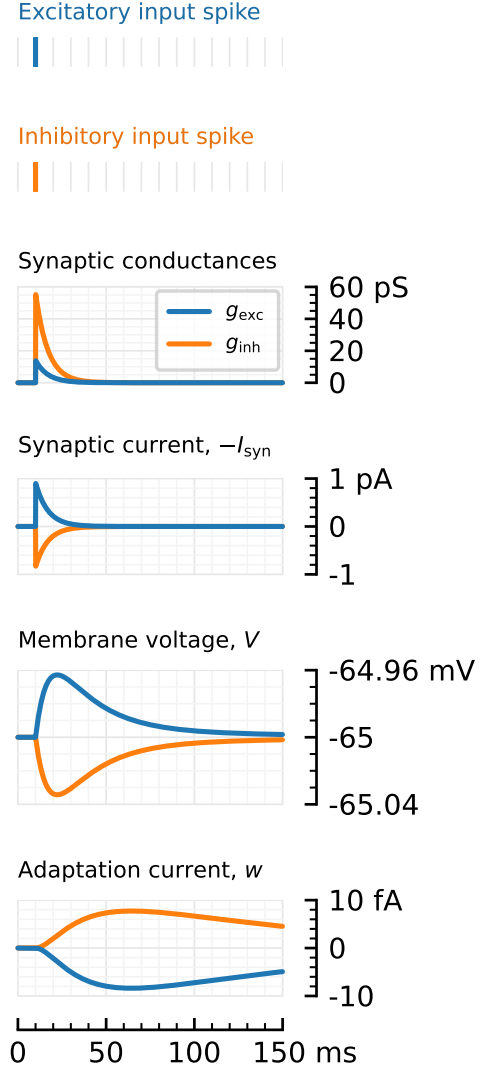 Excitatory input spike
Inhibitory input spike
Synaptic conductances
60 pS
g_exc
40
g_inh
20
0
Synaptic current, −I_syn
1 pA
0
-1
Membrane voltage, V
-64.96 mV
-65
-65.04
Adaptation current, w
10 fA
0
-10
0 50 100 150 ms